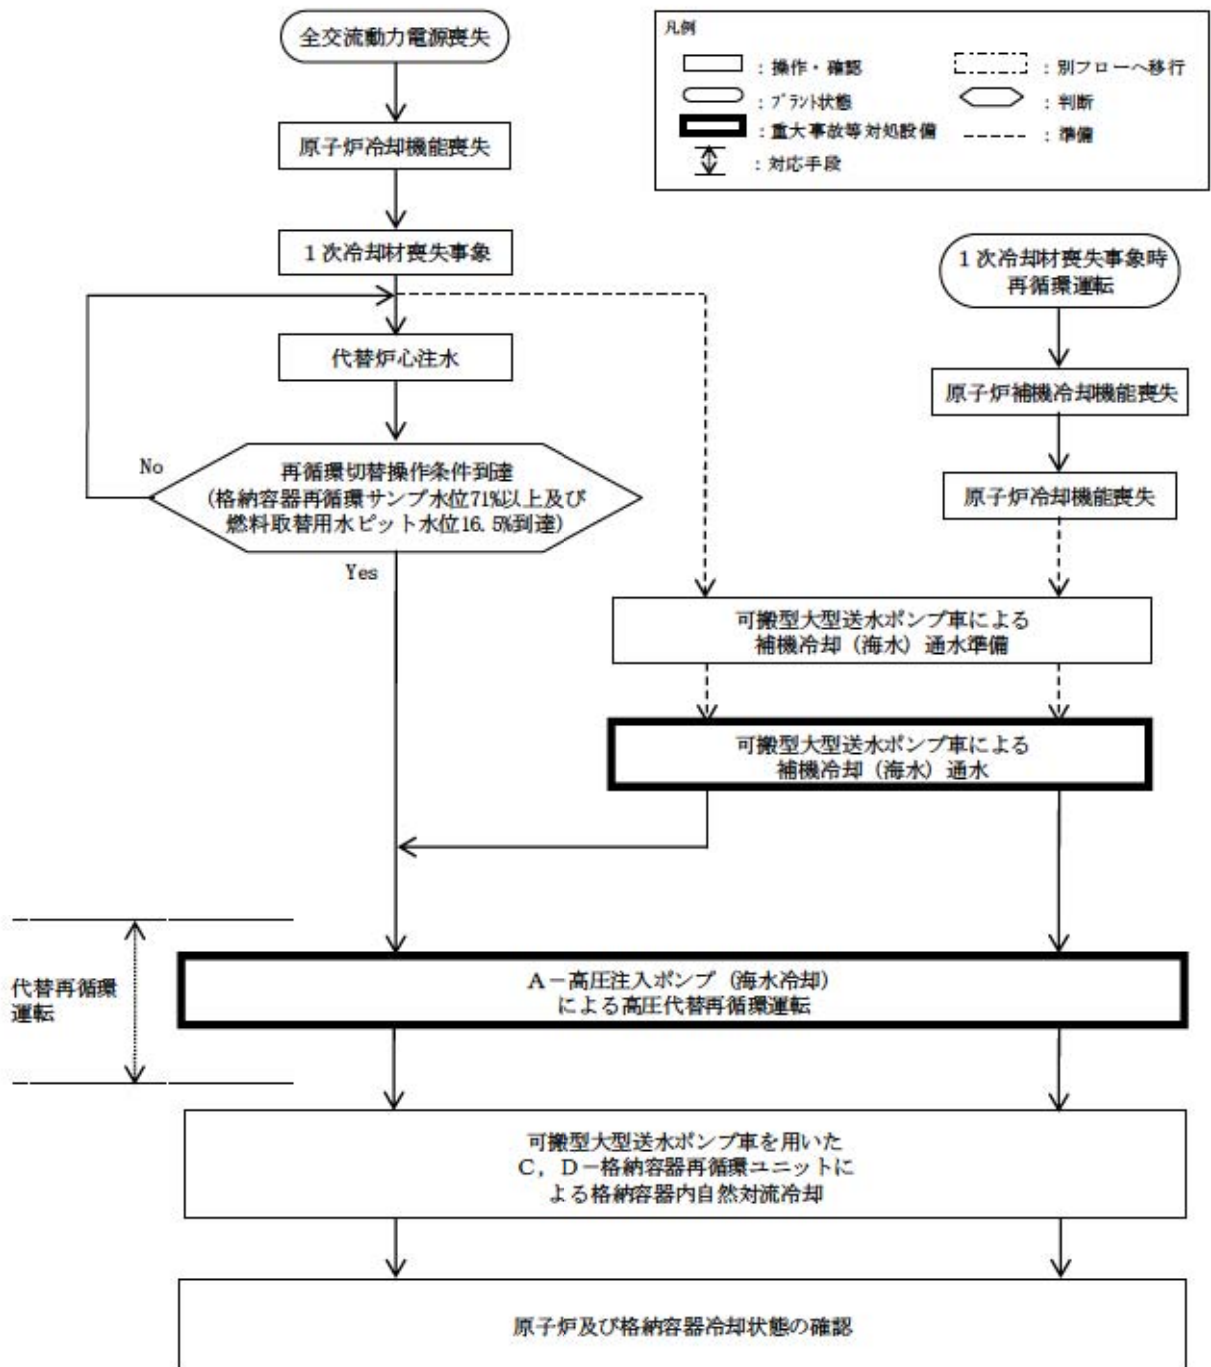 全交流動力電源喪失
原子炉冷却機能喪失
1次冷却材喪失事象
代替炉心注水
No
再循環切替操作条件到達
(格納容器再循環サンプ水位71%以上及び
燃料取替用水ピット水位16.5%到達)
Yes
凡例
：操作・確認
：別フローへ移行
：プラント状態
：判断
：重大事故等対処設備
：準備
：対応手段
1次冷却材喪失事象時
再循環運転
原子炉補機冷却機能喪失
原子炉冷却機能喪失
可搬型大型送水ポンプ車による
補機冷却（海水）通水準備
可搬型大型送水ポンプ車による
補機冷却（海水）通水
代替再循環
運転
A－高圧注入ポンプ（海水冷却）
による高圧代替再循環運転
可搬型大型送水ポンプ車を用いた
C，D－格納容器再循環ユニットに
よる格納容器内自然対流冷却
原子炉及び格納容器冷却状態の確認